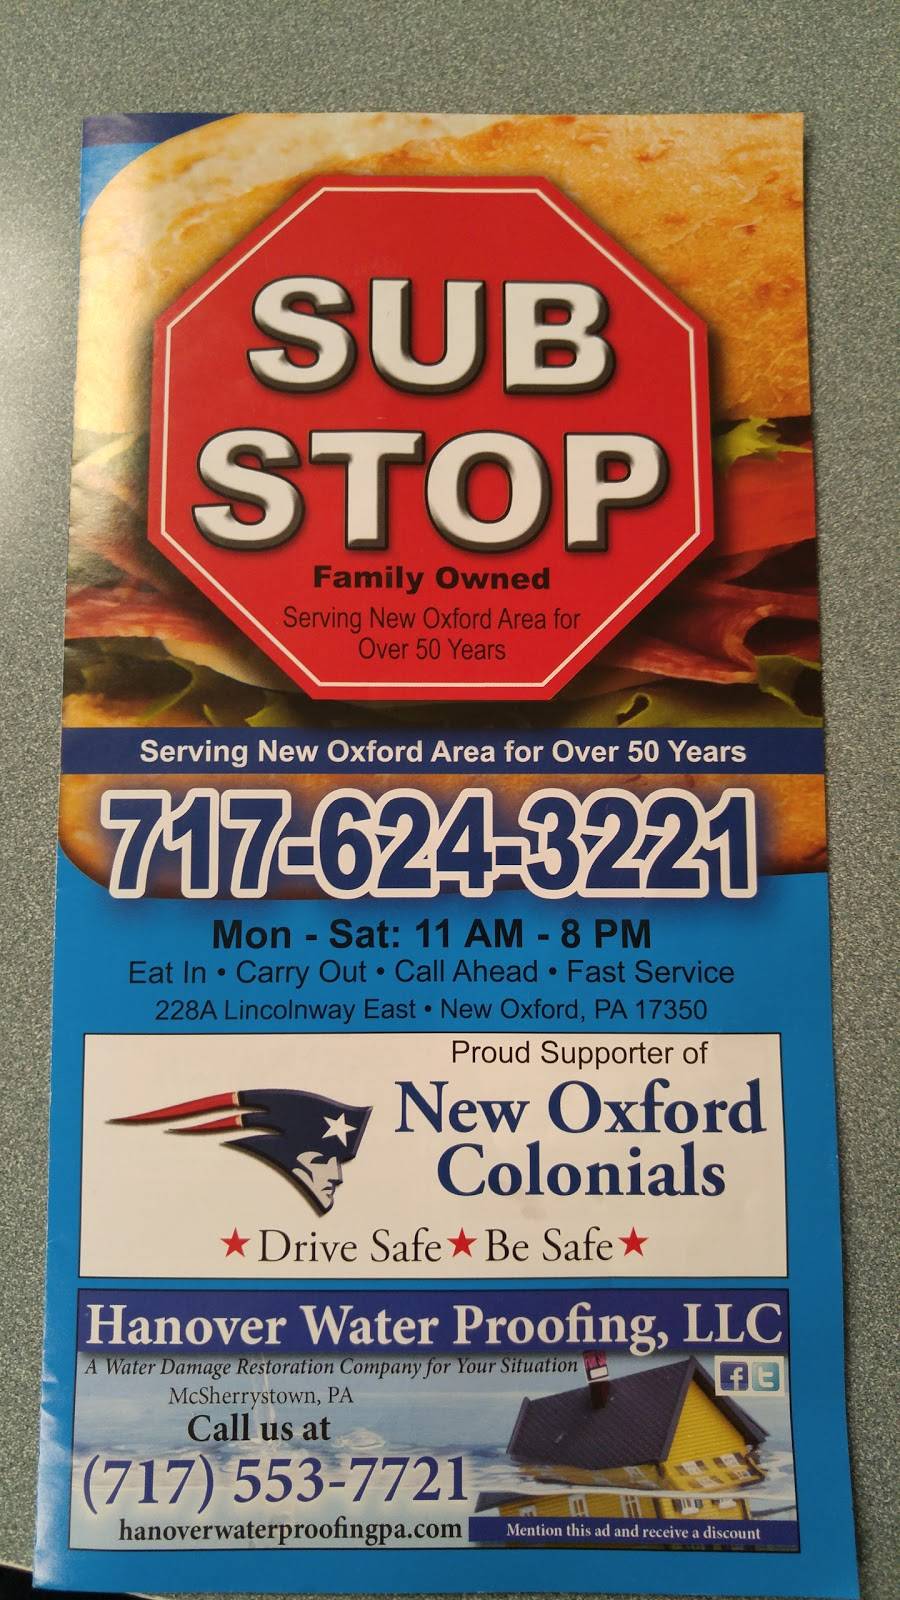 SUB
STOP
Family Owned
Serving New Oxford Area for
Over 50 Years
Serving New Oxford Area for Over 50 Years
717-624-3221
Mon - Sat: 11 AM - 8 PM
Eat In • Carry Out • Call Ahead • Fast Service
228A Lincolnway East • New Oxford, PA 17350
Proud Supporter of
New Oxford
Colonials
★ Drive Safe ★ Be Safe ★
Hanover Water Proofing, LLC
A Water Damage Restoration Company for Your Situation
McSherrystown, PA
Call us at
(717) 553-7721
hanoverwaterproofingpa.com
Mention this ad and receive a discount